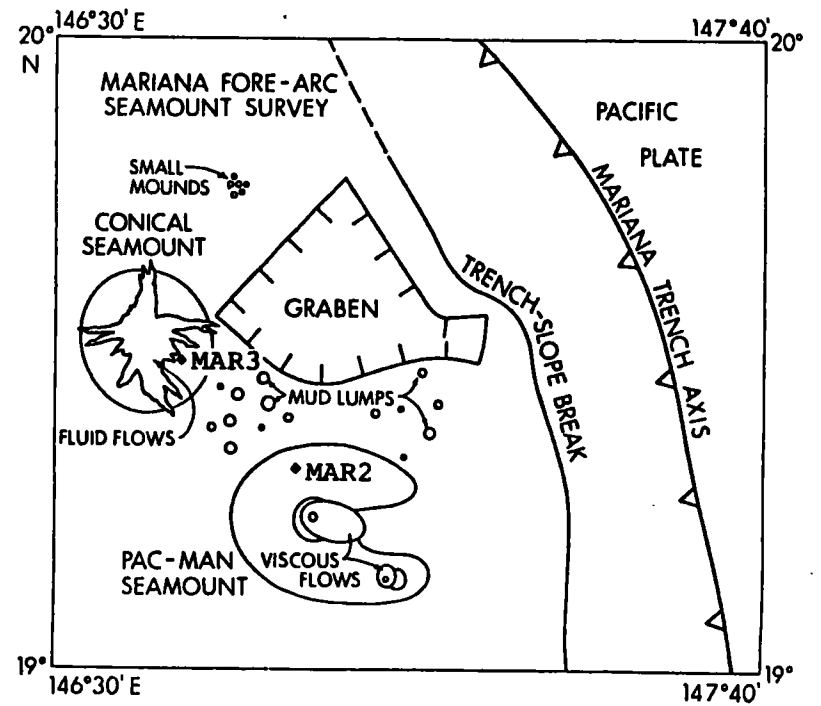 146°30' E
147°40'
20°
N
20°
MARIANA FORE-ARC
SEAMOUNT SURVEY
PACIFIC
PLATE
SMALL
MOUNDS
CONICAL
SEAMOUNT
MARIANA TRENCH AXIS
TRENCH-SLOPE BREAK
GRABEN
MAR3
MUD LUMPS
FLUID FLOWS
MAR2
PAC-MAN
SEAMOUNT
VISCOUS
FLOWS
19°
19°
146°30' E
147°40'